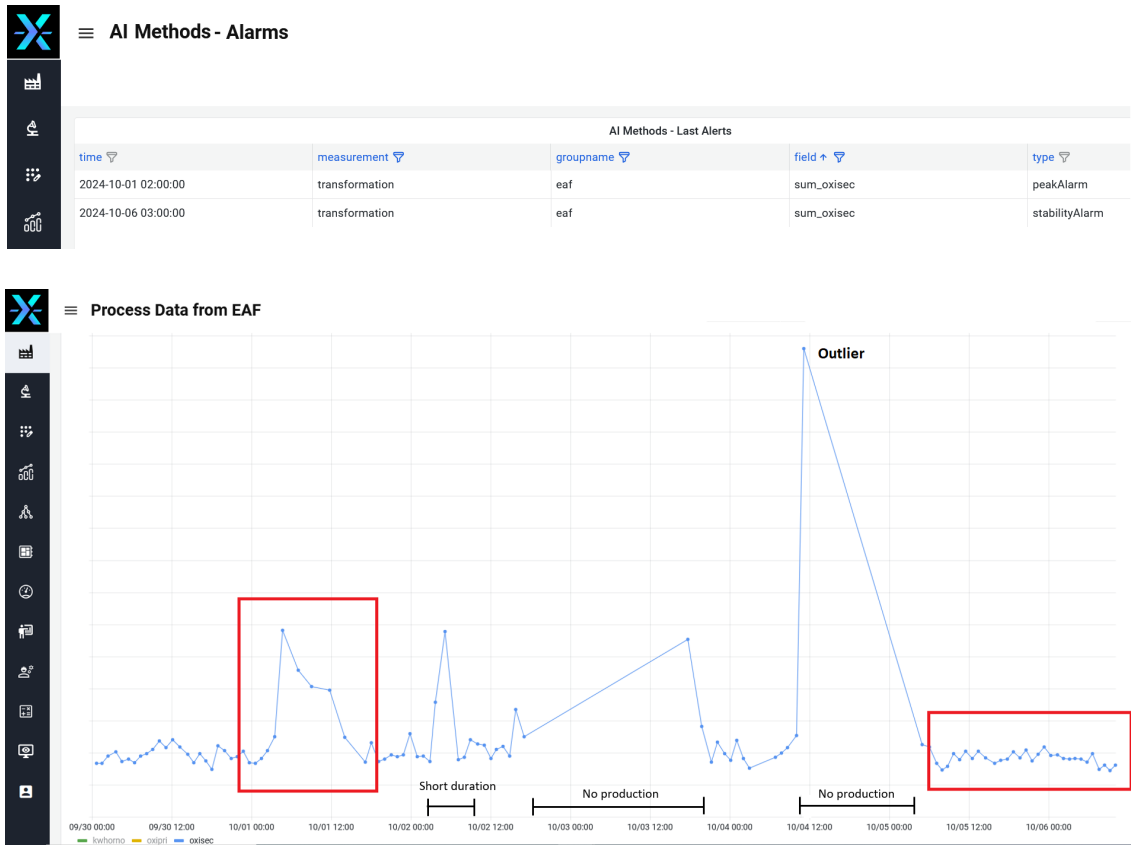 AI Methods - Alarms
AI Methods - Last Alerts
time measurement groupname field ↑ type
2024-10-01 02:00:00 transformation eaf sum_oxisec peakAlarm
2024-10-06 03:00:00 transformation eaf sum_oxisec stabilityAlarm
Process Data from EAF
Outlier
Short duration
No production
No production
09/30 00:00 09/30 12:00 10/01 00:00 10/01 12:00 10/02 00:00 10/02 12:00 10/03 00:00 10/03 12:00 10/04 00:00 10/04 12:00 10/05 00:00 10/05 12:00 10/06 00:00
kwhorno oxipri oxisec